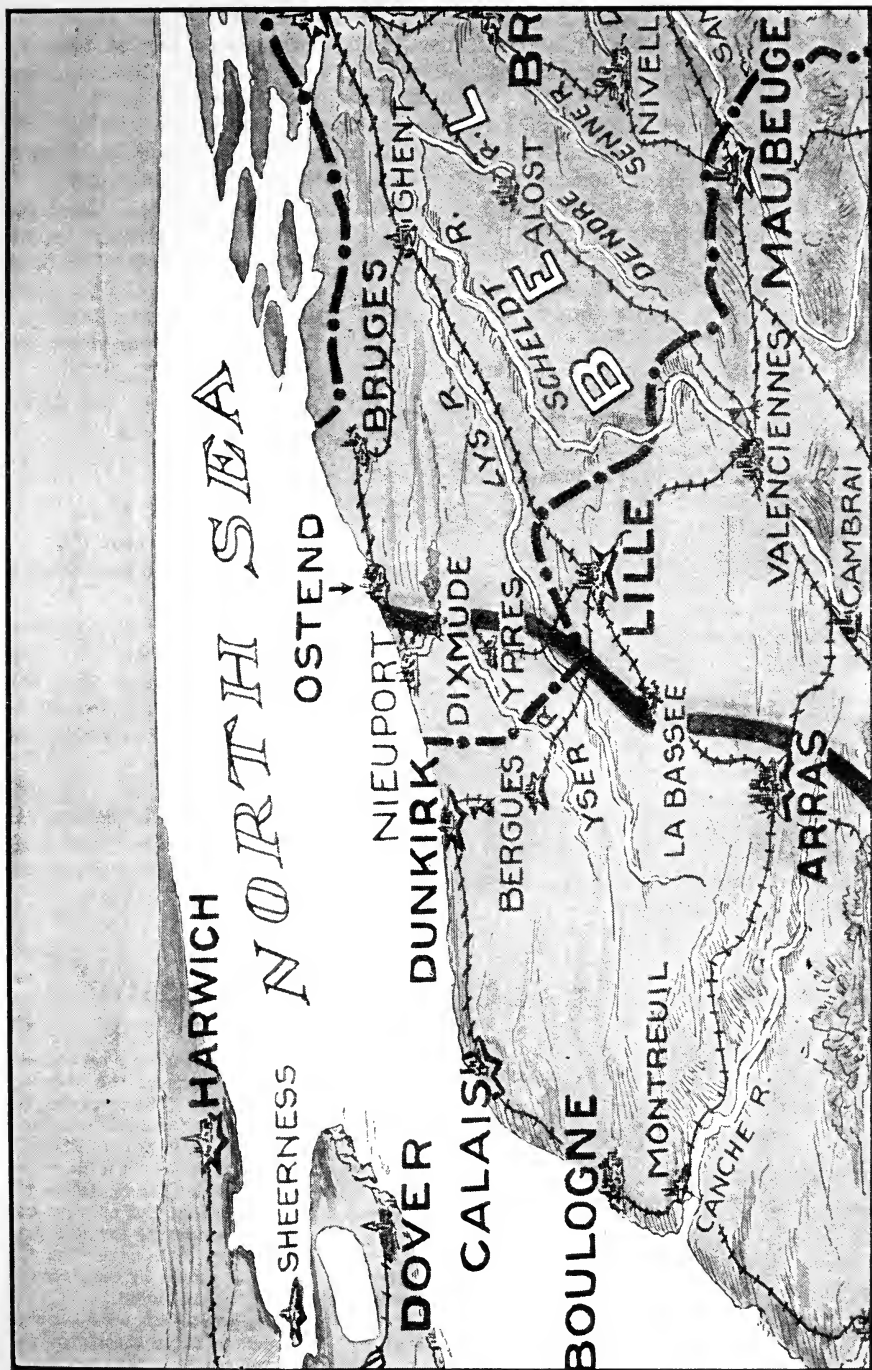 HARWICH
SHEERNESS
NORTH SEA
OSTEND
BRUGES
GHENT
NIEUPORT
DIXMUDE
YPRES
DUNKIRK
BERGUES
YSER R.
LYS R.
SCHELDT R.
B E L
R.
ALOST
DENDRE
SENNE R.
BR
NIVELL
SAM
MAUBEUGE
DOVER
CALAIS
BOULOGNE
MONTREUIL
CANCHE R.
LA BASSEE
LILLE
ARRAS
VALENCIENNES
CAMBRAI